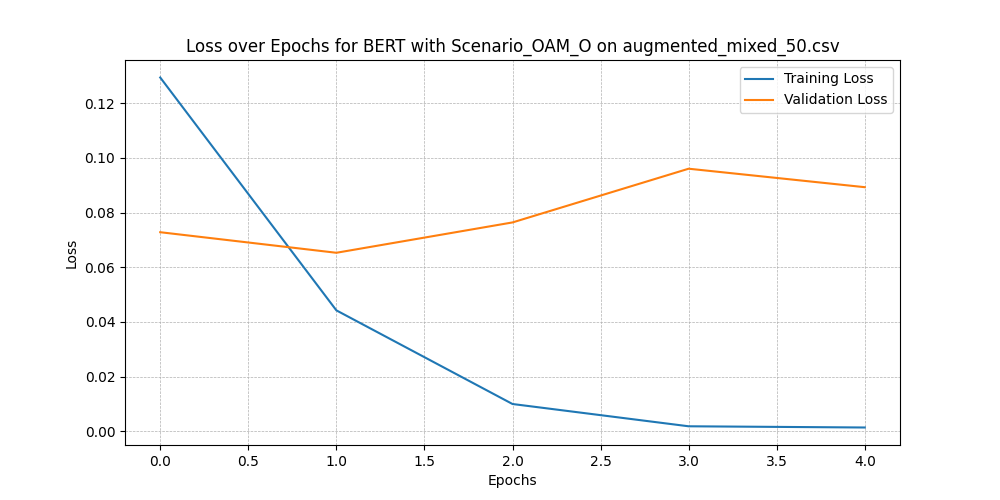 Loss over Epochs for BERT with Scenario_OAM_O on augmented_mixed_50.csv
Training Loss
Validation Loss
0.12
0.10
0.08
0.06
0.04
0.02
0.00
Loss
0.0 0.5 1.0 1.5 2.0 2.5 3.0 3.5 4.0
Epochs